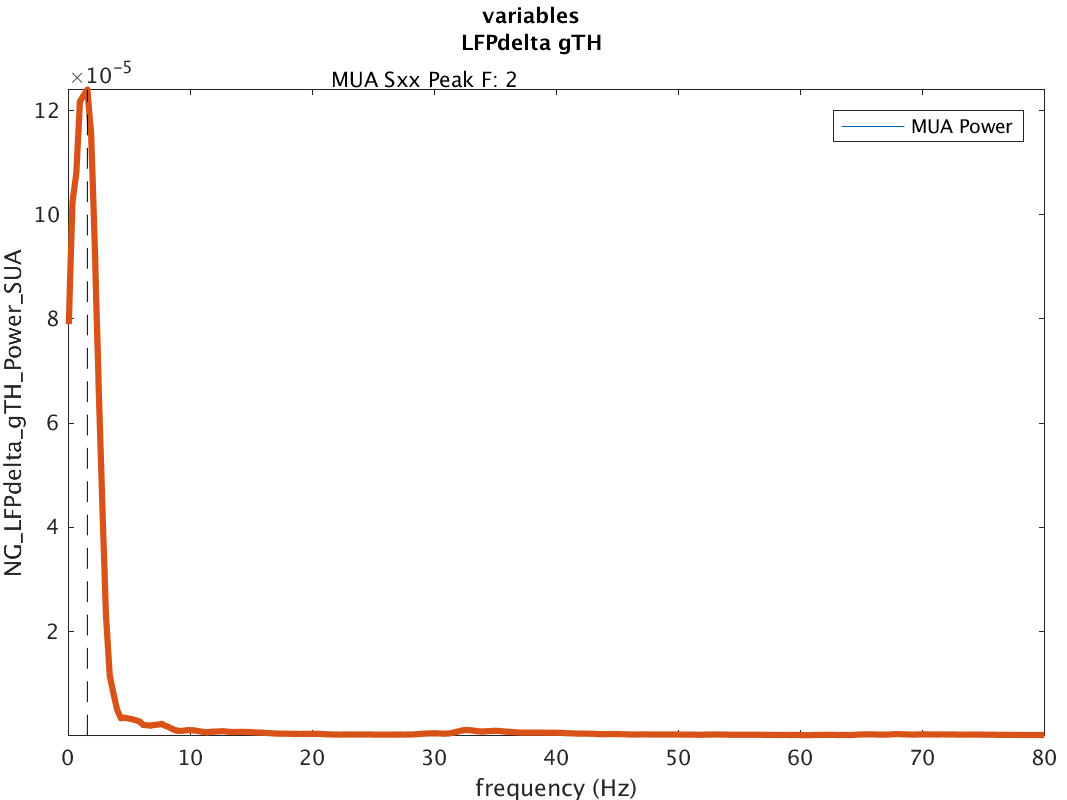 variables
LFPdelta gTH
×10⁻⁵
MUA Sxx Peak F: 2
MUA Power
12
10
8
6
4
2
NG_LFPdelta_gTH_Power_SUA
0 10 20 30 40 50 60 70 80
frequency (Hz)